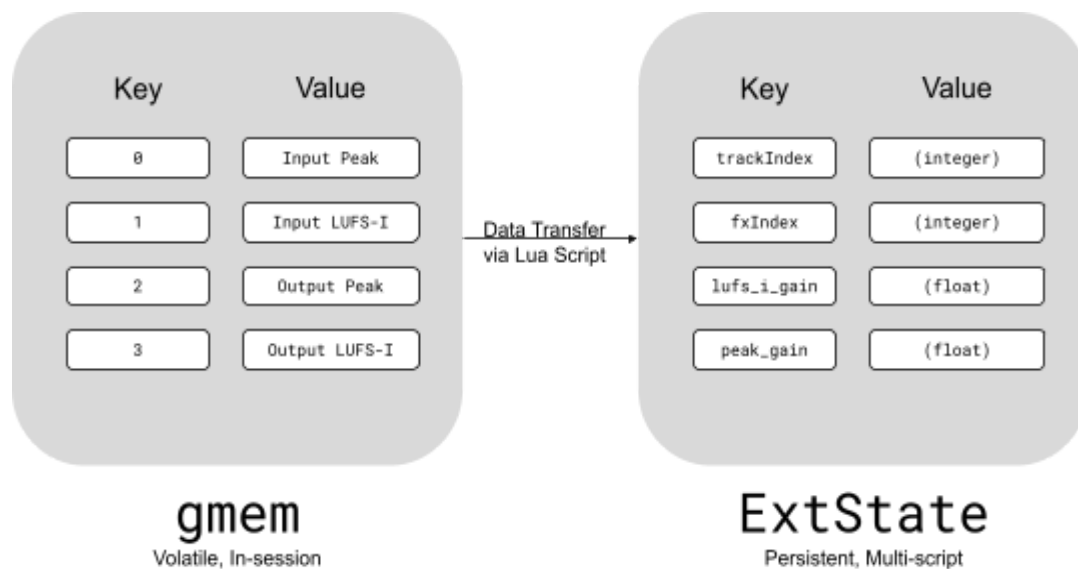 Key Value
0 Input Peak
1 Input LUFS-I
2 Output Peak
3 Output LUFS-I
gmem
Volatile, In-session
Data Transfer
via Lua Script
Key Value
trackIndex (integer)
fxIndex (integer)
lufs_i_gain (float)
peak_gain (float)
ExtState
Persistent, Multi-script